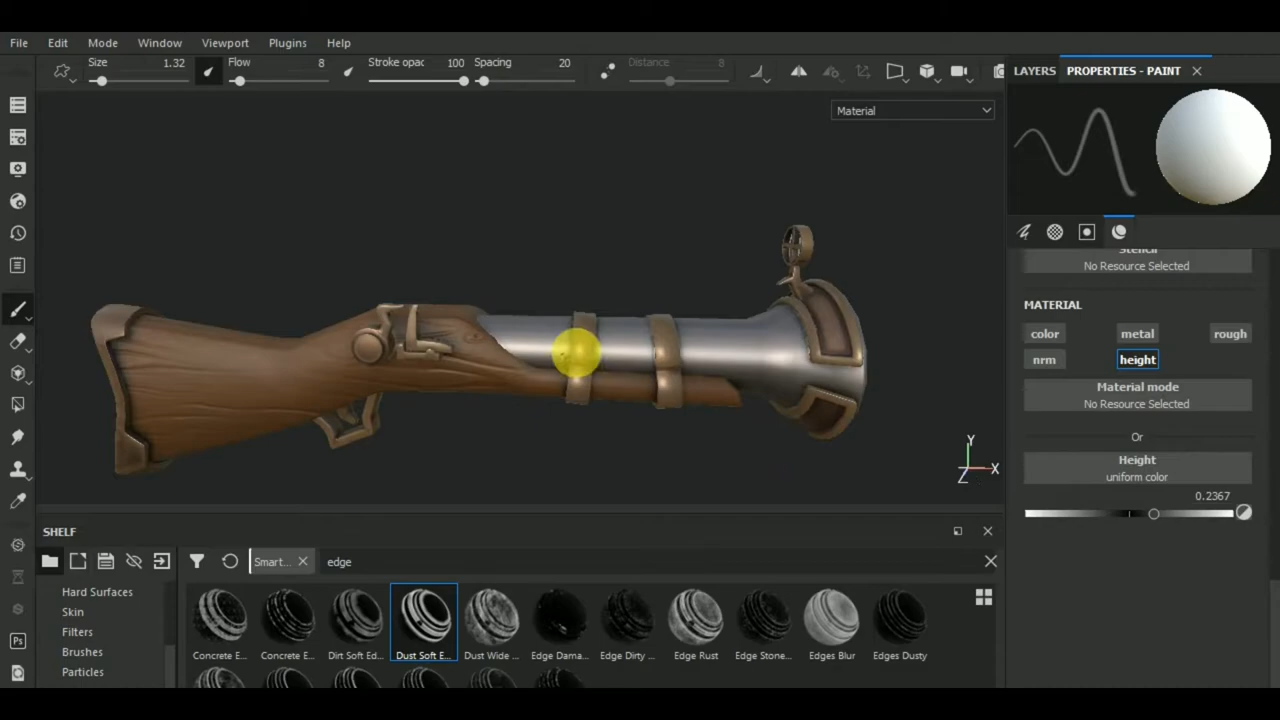 File Edit Mode Window Viewport Plugins Help
Size 1.32 Flow 8 Stroke opac 100 Spacing 20 Distance 8
LAYERS PROPERTIES - PAINT
Material
Stencil
No Resource Selected
MATERIAL
color metal rough
nrm height
Material mode
No Resource Selected
Or
Height
uniform color
0.2367
Y
X
Z
SHELF
Smart... edge
Hard Surfaces
Skin
Filters
Brushes
Particles
Concrete E... Concrete E... Dirt Soft Ed... Dust Soft E... Dust Wide ... Edge Dama... Edge Dirty ... Edge Rust Edge Stone... Edges Blur Edges Dusty
Ps